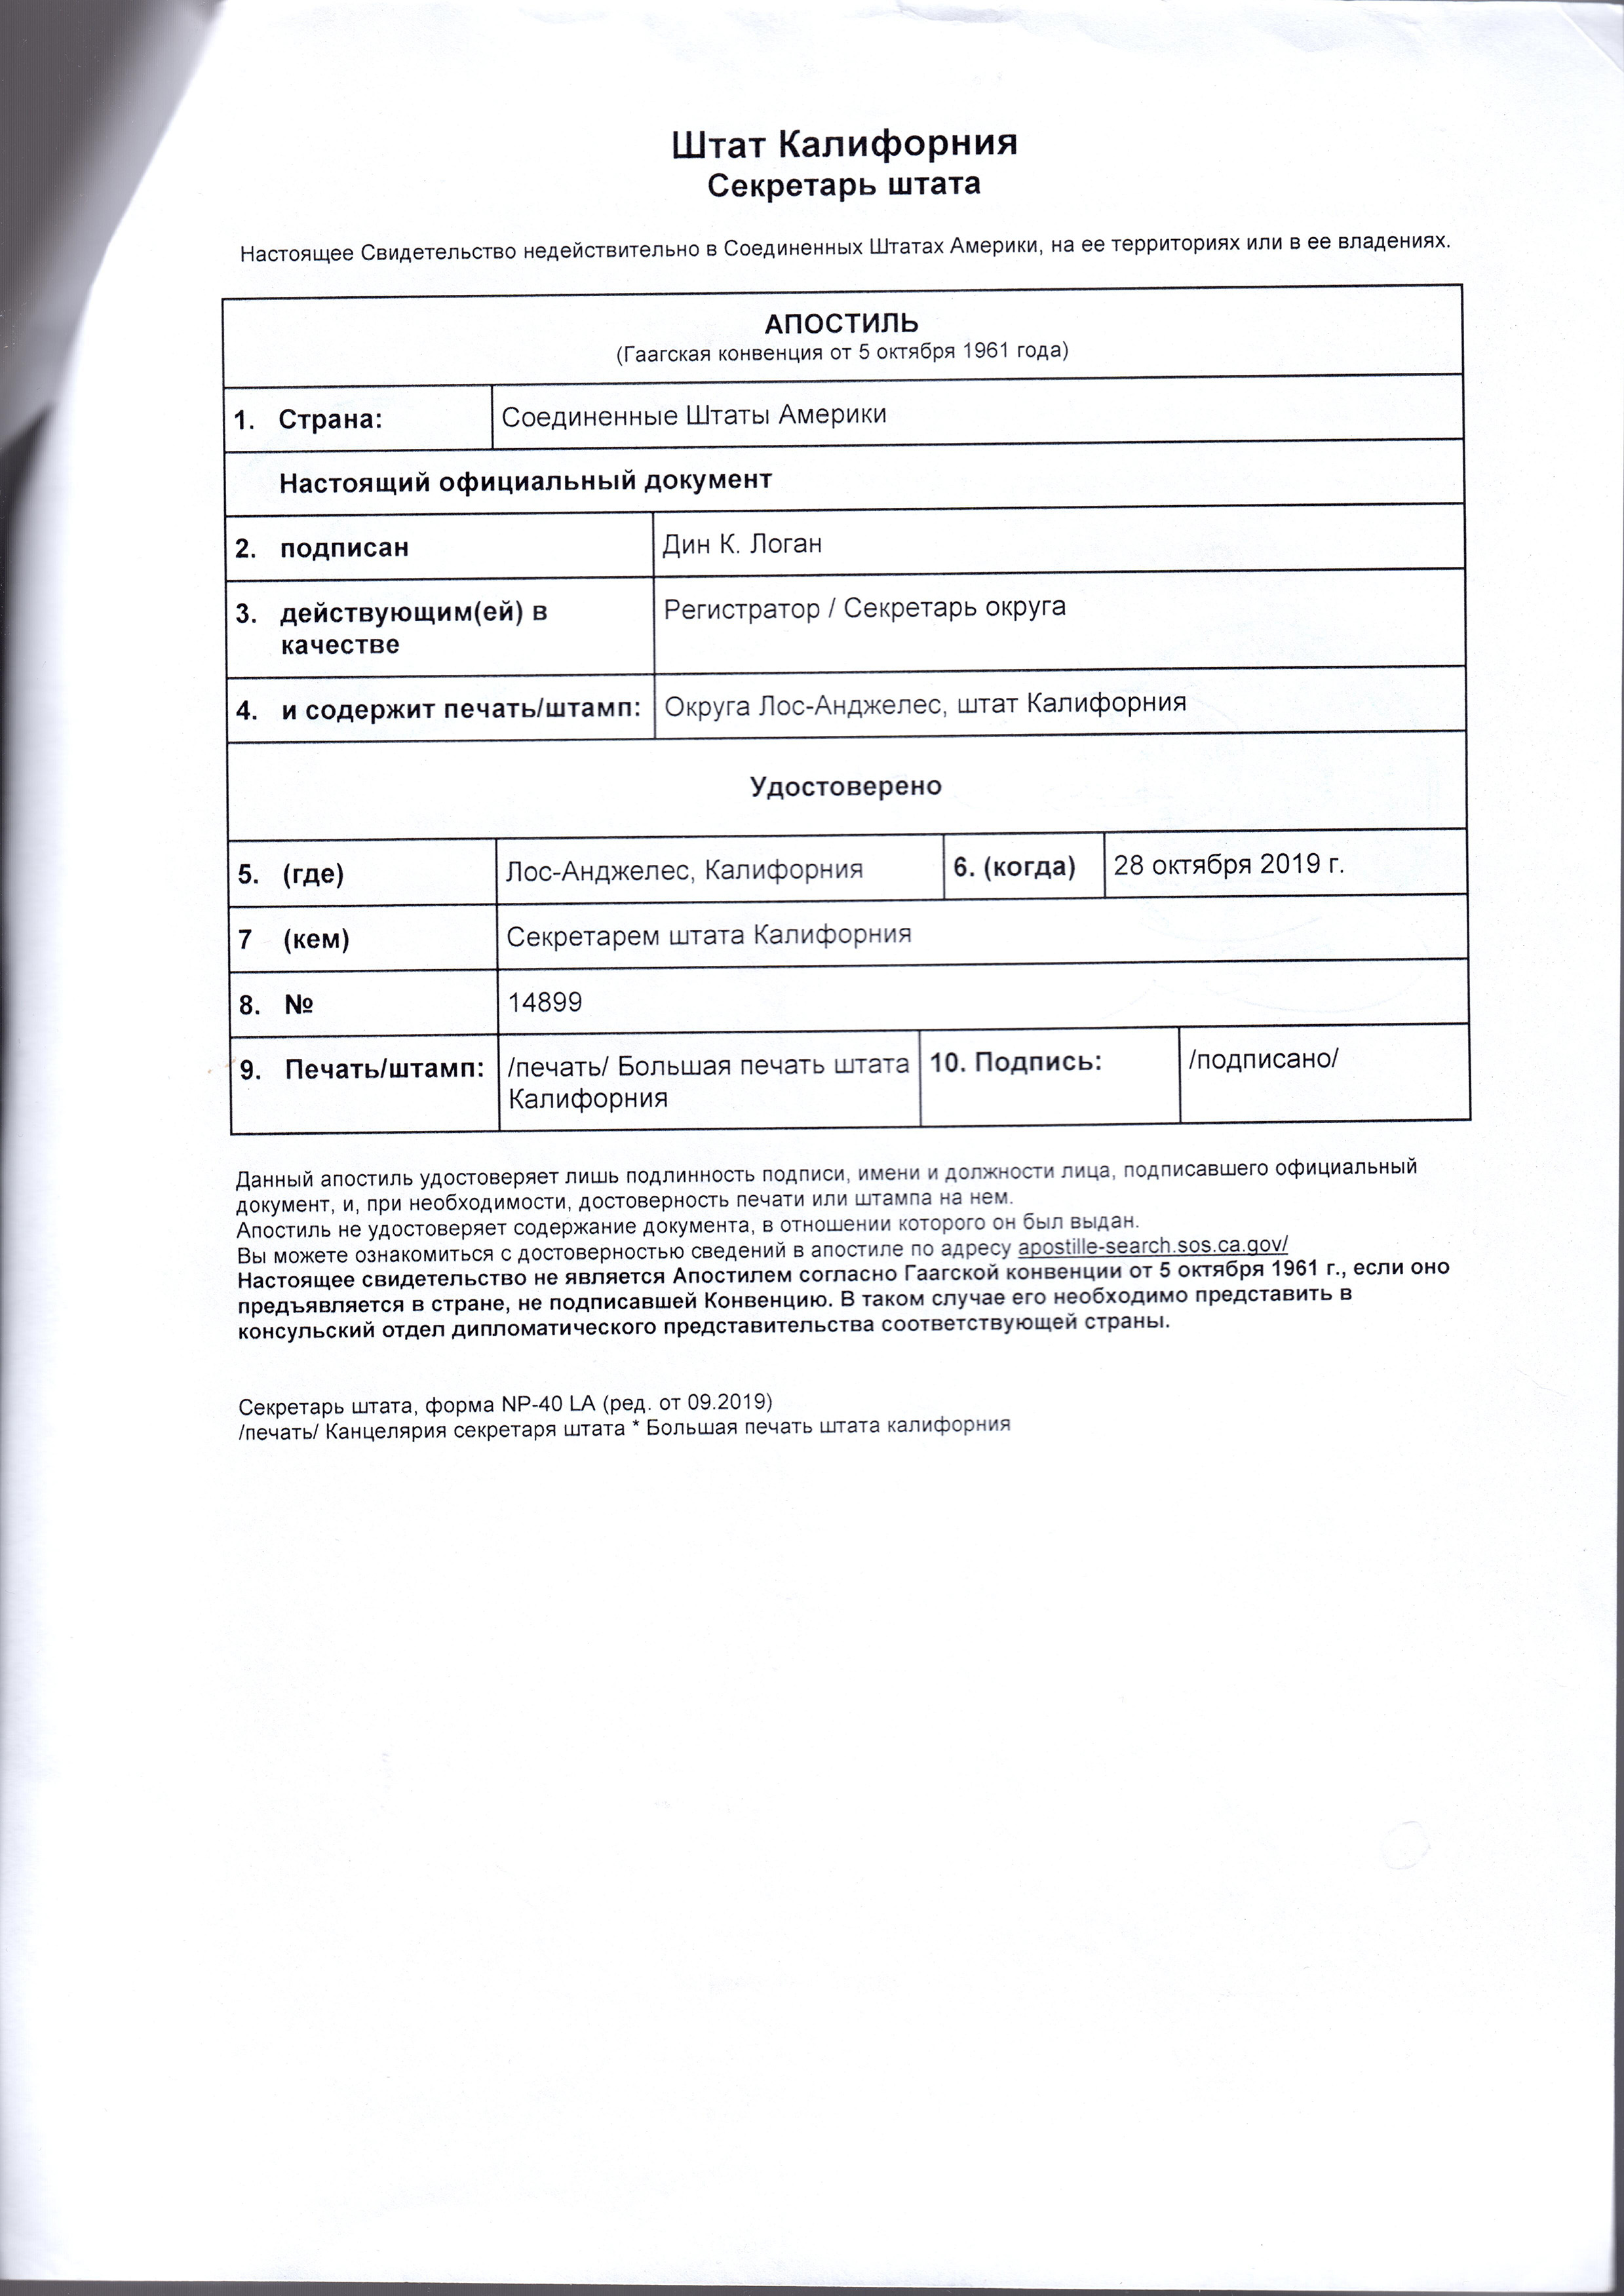 Штат Калифорния
Секретарь штата
Настоящее Свидетельство недействительно в Соединенных Штатах Америки, на ее территориях или в ее владениях.
АПОСТИЛЬ
(Гаагская конвенция от 5 октября 1961 года)
1. Страна: Соединенные Штаты Америки
Настоящий официальный документ
2. подписан Дин К. Логан
3. действующим(ей) в Регистратор / Секретарь округа
качестве
4. и содержит печать/штамп: Округа Лос-Анджелес, штат Калифорния
Удостоверено
5. (где) Лос-Анджелес, Калифорния 6. (когда) 28 октября 2019 г.
7 (кем) Секретарем штата Калифорния
8. № 14899
9. Печать/штамп: /печать/ Большая печать штата 10. Подпись: /подписано/
Калифорния
Данный апостиль удостоверяет лишь подлинность подписи, имени и должности лица, подписавшего официальный
документ, и, при необходимости, достоверность печати или штампа на нем.
Апостиль не удостоверяет содержание документа, в отношении которого он был выдан.
Вы можете ознакомиться с достоверностью сведений в апостиле по адресу apostille-search.sos.ca.gov/
Настоящее свидетельство не является Апостилем согласно Гаагской конвенции от 5 октября 1961 г., если оно
предъявляется в стране, не подписавшей Конвенцию. В таком случае его необходимо представить в
консульский отдел дипломатического представительства соответствующей страны.
Секретарь штата, форма NP-40 LA (ред. от 09.2019)
/печать/ Канцелярия секретаря штата * Большая печать штата калифорния